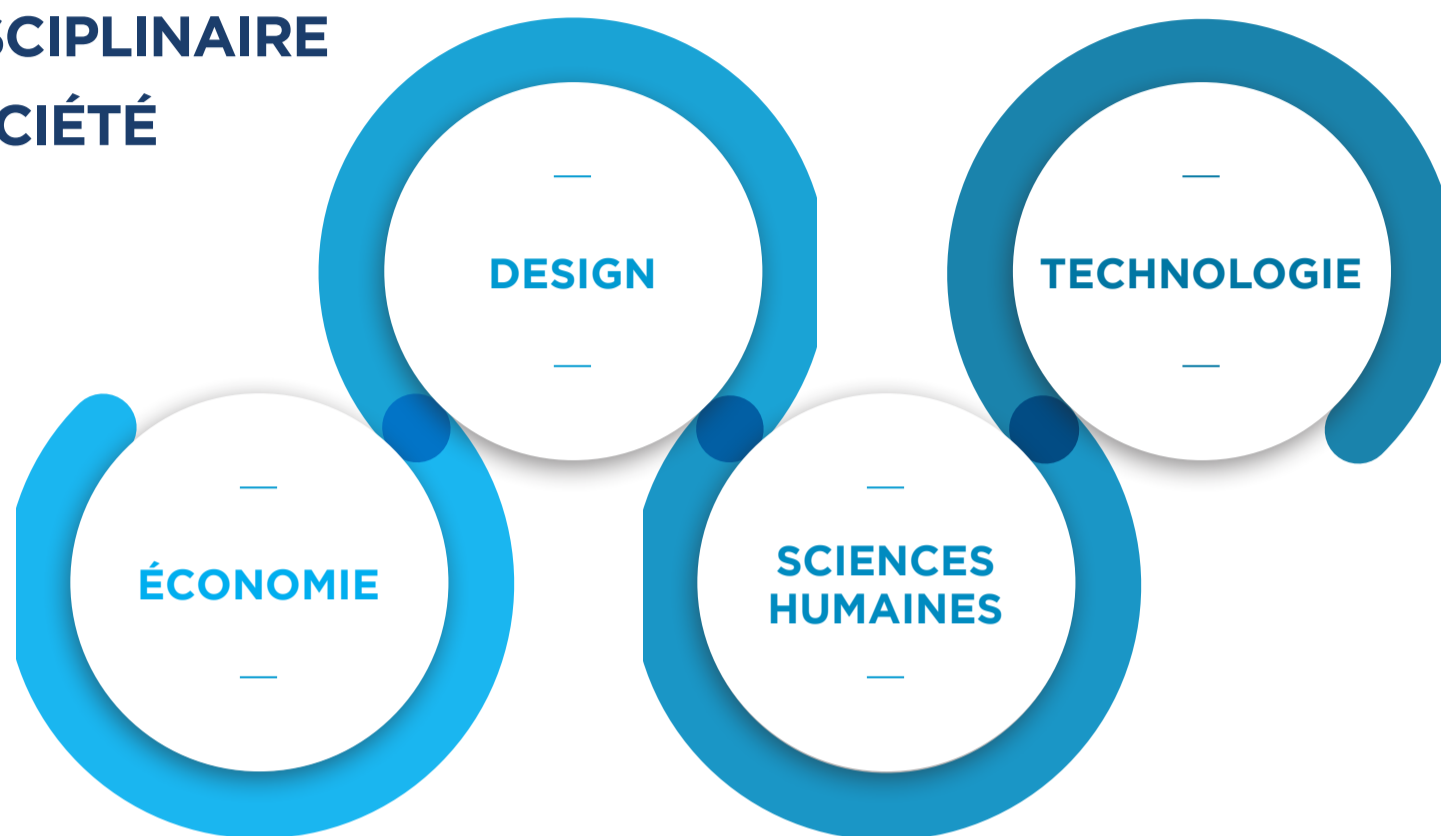 SCIPLINAIRE
CIÉTÉ
DESIGN
TECHNOLOGIE
ÉCONOMIE
SCIENCES
HUMAINES